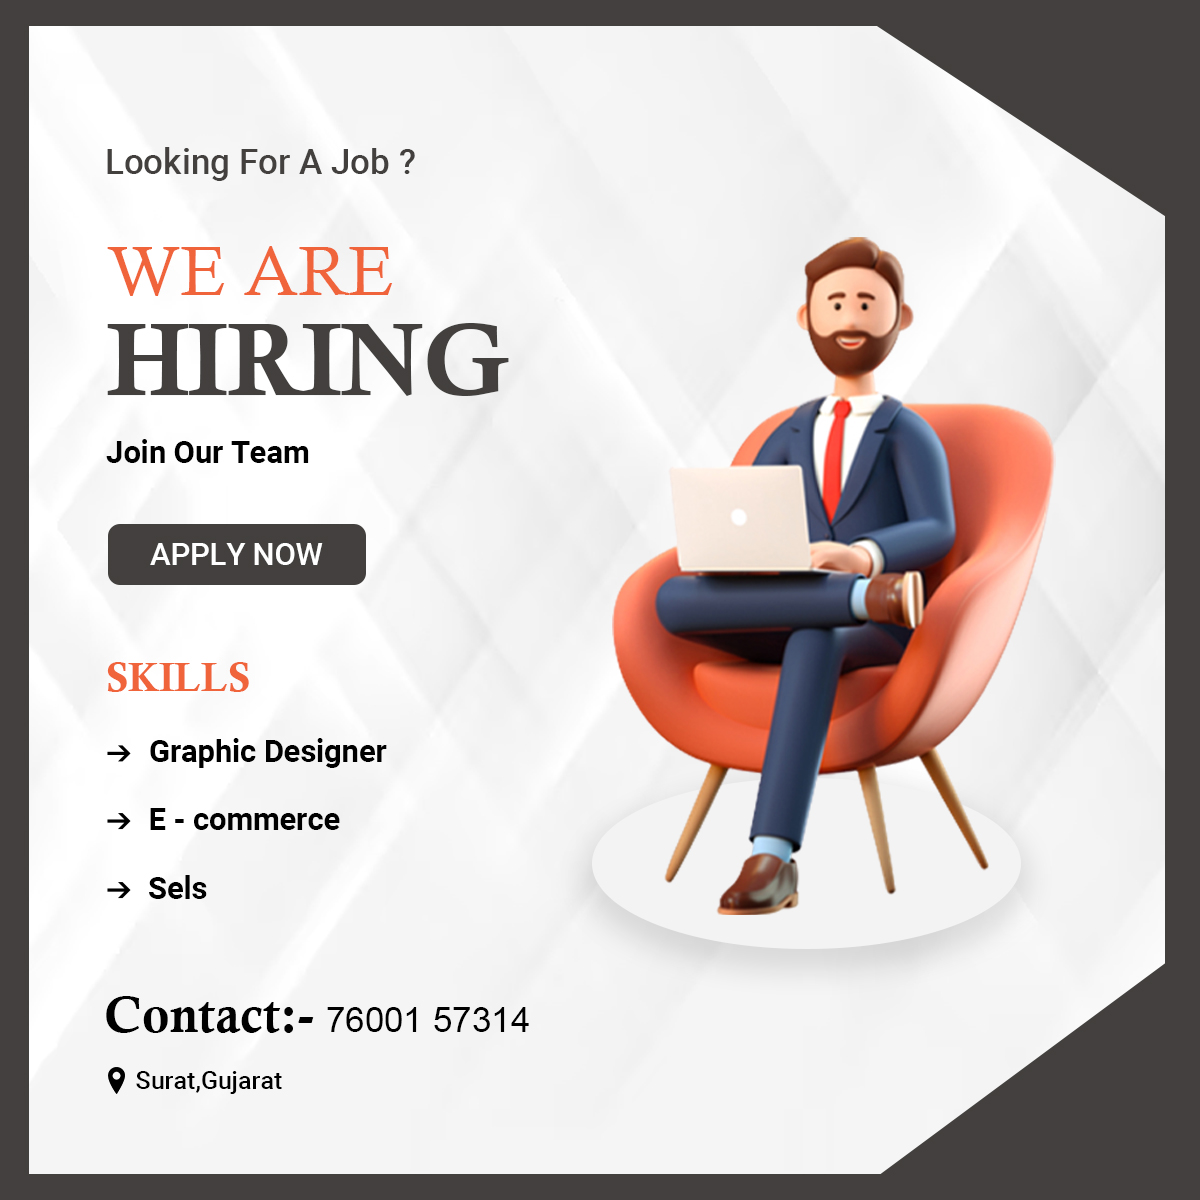 Looking For A Job ?
WE ARE
HIRING
Join Our Team
APPLY NOW
SKILLS
→ Graphic Designer
→ E - commerce
→ Sels
Contact:- 76001 57314
Surat,Gujarat